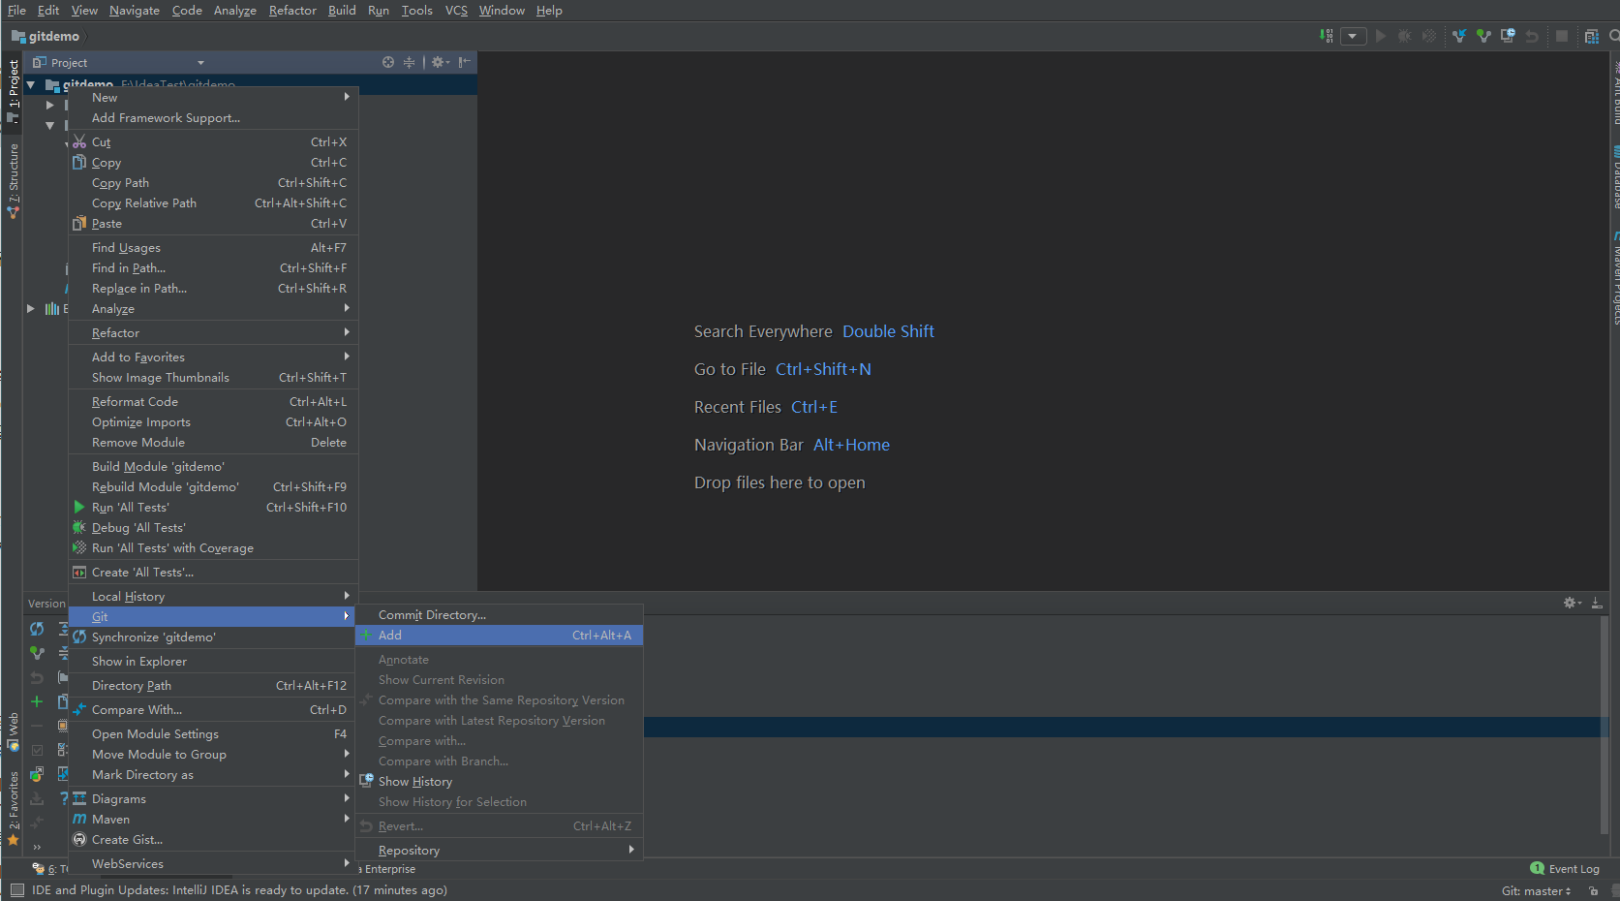 File Edit View Navigate Code Analyze Refactor Build Run Tools VCS Window Help
gitdemo
Project
gitdemo F:\IdeaTest\gitdemo
1: Project
Z: Structure
New
Add Framework Support...
Cut Ctrl+X
Copy Ctrl+C
Copy Path Ctrl+Shift+C
Copy Relative Path Ctrl+Alt+Shift+C
Paste Ctrl+V
Find Usages Alt+F7
Find in Path... Ctrl+Shift+F
Replace in Path... Ctrl+Shift+R
Analyze
Refactor
Add to Favorites
Show Image Thumbnails Ctrl+Shift+T
Reformat Code Ctrl+Alt+L
Optimize Imports Ctrl+Alt+O
Remove Module Delete
Build Module 'gitdemo'
Rebuild Module 'gitdemo' Ctrl+Shift+F9
Run 'All Tests' Ctrl+Shift+F10
Debug 'All Tests'
Run 'All Tests' with Coverage
Create 'All Tests'...
Local History
Git
Synchronize 'gitdemo'
Show in Explorer
Directory Path Ctrl+Alt+F12
Compare With... Ctrl+D
Open Module Settings F4
Move Module to Group
Mark Directory as
Diagrams
Maven
Create Gist...
WebServices
Commit Directory...
Add Ctrl+Alt+A
Annotate
Show Current Revision
Compare with the Same Repository Version
Compare with Latest Repository Version
Compare with...
Compare with Branch...
Show History
Show History for Selection
Revert... Ctrl+Alt+Z
Repository
Search Everywhere Double Shift
Go to File Ctrl+Shift+N
Recent Files Ctrl+E
Navigation Bar Alt+Home
Drop files here to open
Ant Build
Database
Maven Projects
Version
Web
2: Favorites
6: T
a Enterprise
1 Event Log
IDE and Plugin Updates: IntelliJ IDEA is ready to update. (17 minutes ago)
Git: master